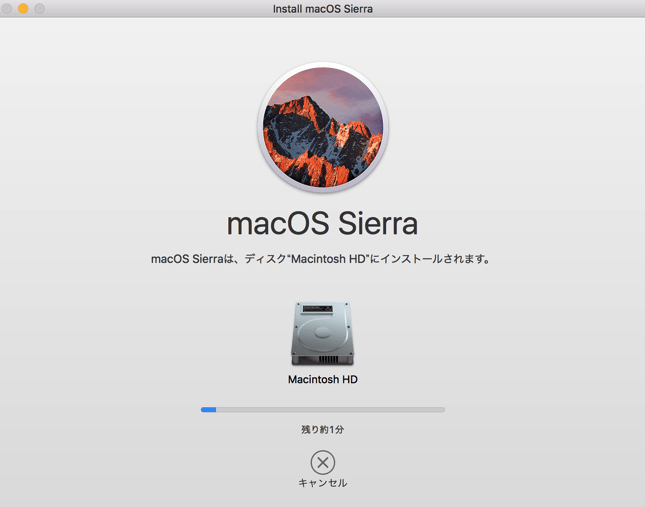 Install macOS Sierra
macOS Sierra
macOS Sierraは、ディスク“Macintosh HD”にインストールされます。
Macintosh HD
残り約1分
キャンセル